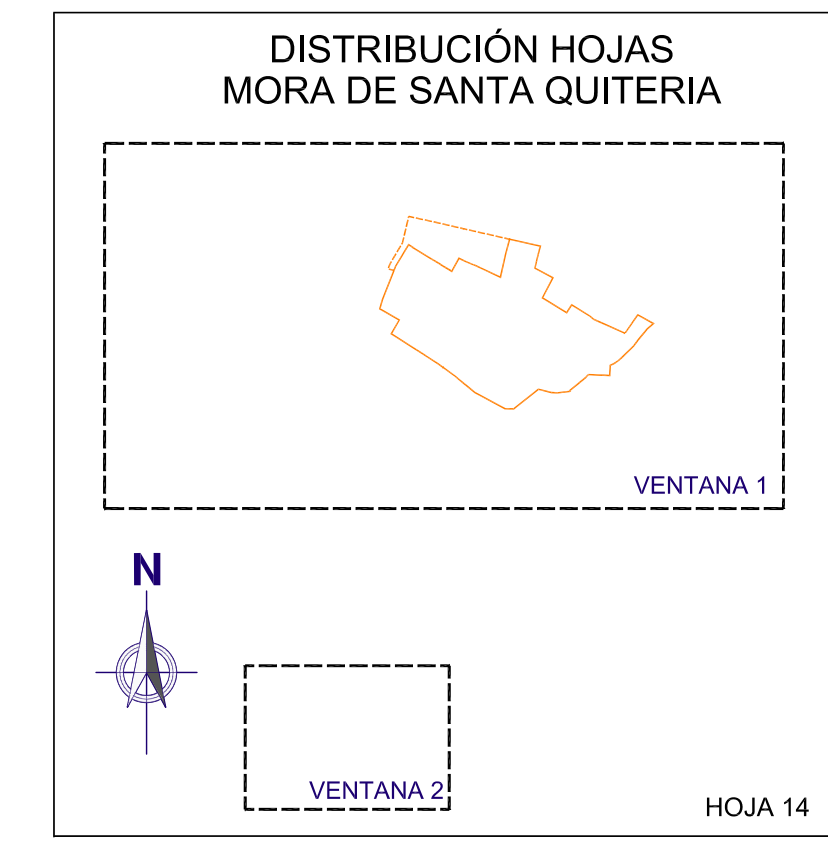 DISTRIBUCIÓN HOJAS
MORA DE SANTA QUITERIA
VENTANA 1
N
VENTANA 2
HOJA 14